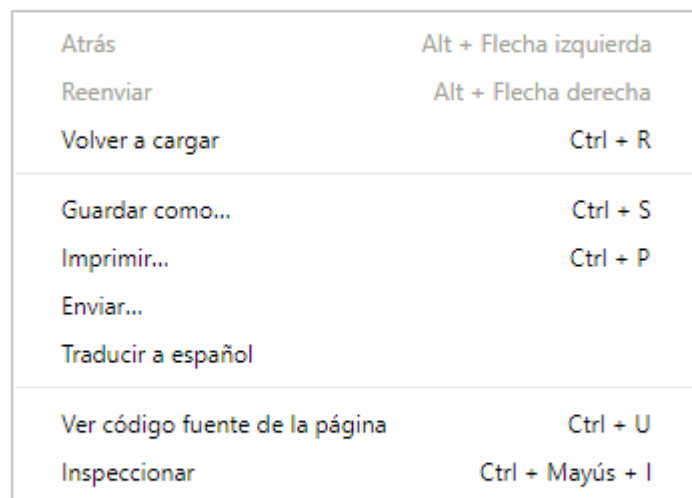 Atrás Alt + Flecha izquierda
Reenviar Alt + Flecha derecha
Volver a cargar Ctrl + R
Guardar como... Ctrl + S
Imprimir... Ctrl + P
Enviar...
Traducir a español
Ver código fuente de la página Ctrl + U
Inspeccionar Ctrl + Mayús + I